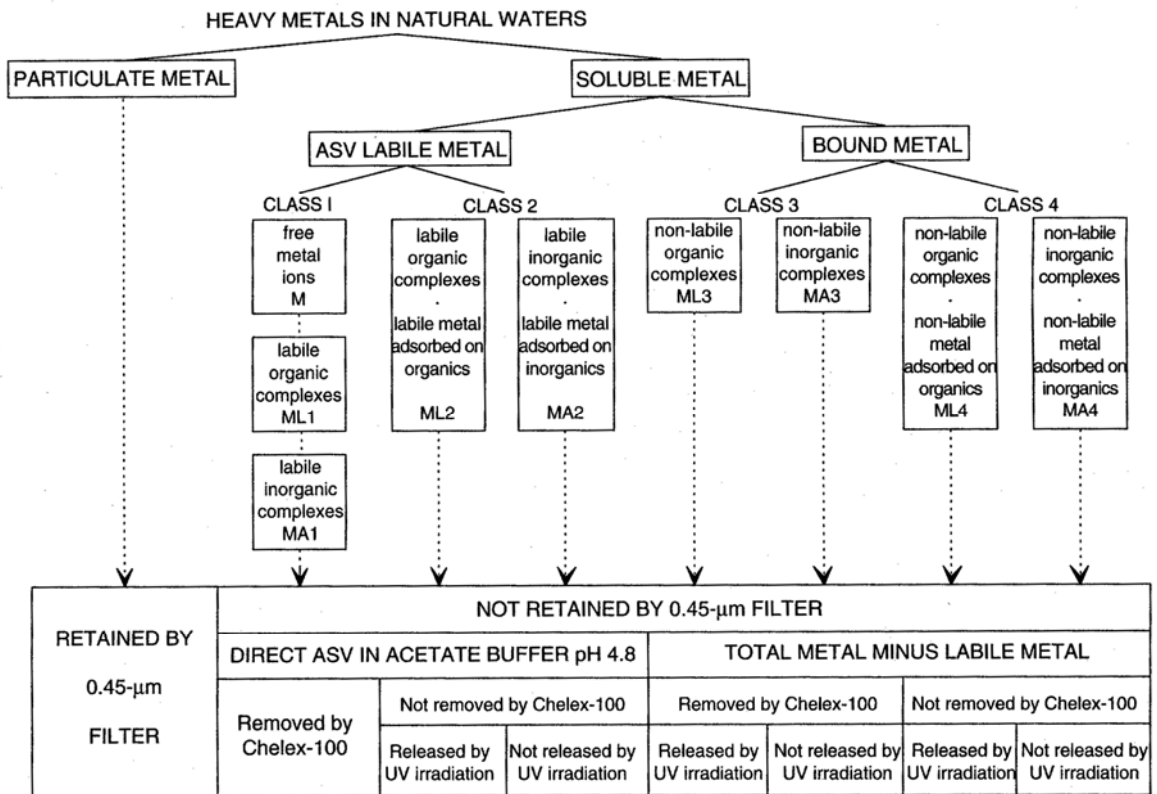 HEAVY METALS IN NATURAL WATERS
PARTICULATE METAL
SOLUBLE METAL
ASV LABILE METAL
BOUND METAL
CLASS I
free
metal
ions
M
labile
organic
complexes
ML1
labile
inorganic
complexes
MA1
CLASS 2
labile
organic
complexes
.
labile metal
adsorbed on
organics
ML2
labile
inorganic
complexes
.
labile metal
adsorbed on
inorganics
MA2
CLASS 3
non-labile
organic
complexes
ML3
non-labile
inorganic
complexes
MA3
CLASS 4
non-labile
organic
complexes
.
non-labile
metal
adsorbed on
organics
ML4
non-labile
inorganic
complexes
.
non-labile
metal
adsorbed on
inorganics
MA4
RETAINED BY
0.45-μm
FILTER
NOT RETAINED BY 0.45-μm FILTER
DIRECT ASV IN ACETATE BUFFER pH 4.8
TOTAL METAL MINUS LABILE METAL
Removed by
Chelex-100
Not removed by Chelex-100
Removed by Chelex-100
Not removed by Chelex-100
Released by
UV irradiation
Not released by
UV irradiation
Released by
UV irradiation
Not released by
UV irradiation
Released by
UV irradiation
Not released by
UV irradiation